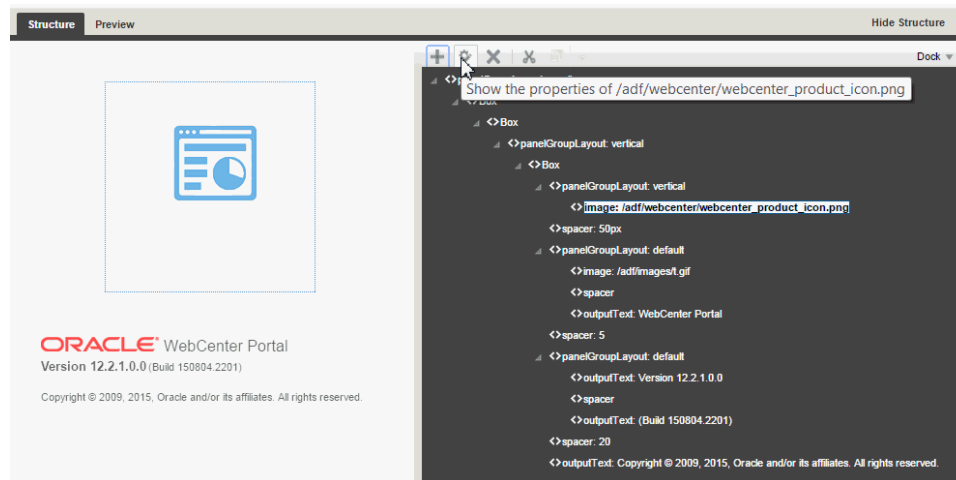 Structure Preview Hide Structure
Dock
Show the properties of /adf/webcenter/webcenter_product_icon.png
<>Box
<>Box
<>panelGroupLayout: vertical
<>Box
<>panelGroupLayout: vertical
<>image: /adf/webcenter/webcenter_product_icon.png
<>spacer: 50px
<>panelGroupLayout: default
<>image: /adf/images/t.gif
<>spacer
<>outputText: WebCenter Portal
<>spacer: 5
<>panelGroupLayout: default
<>outputText: Version 12.2.1.0.0
<>spacer
<>outputText: (Build 150804.2201)
<>spacer: 20
<>outputText: Copyright © 2009, 2015, Oracle and/or its affiliates. All rights reserved.
ORACLE® WebCenter Portal
Version 12.2.1.0.0 (Build 150804.2201)
Copyright © 2009, 2015, Oracle and/or its affiliates. All rights reserved.